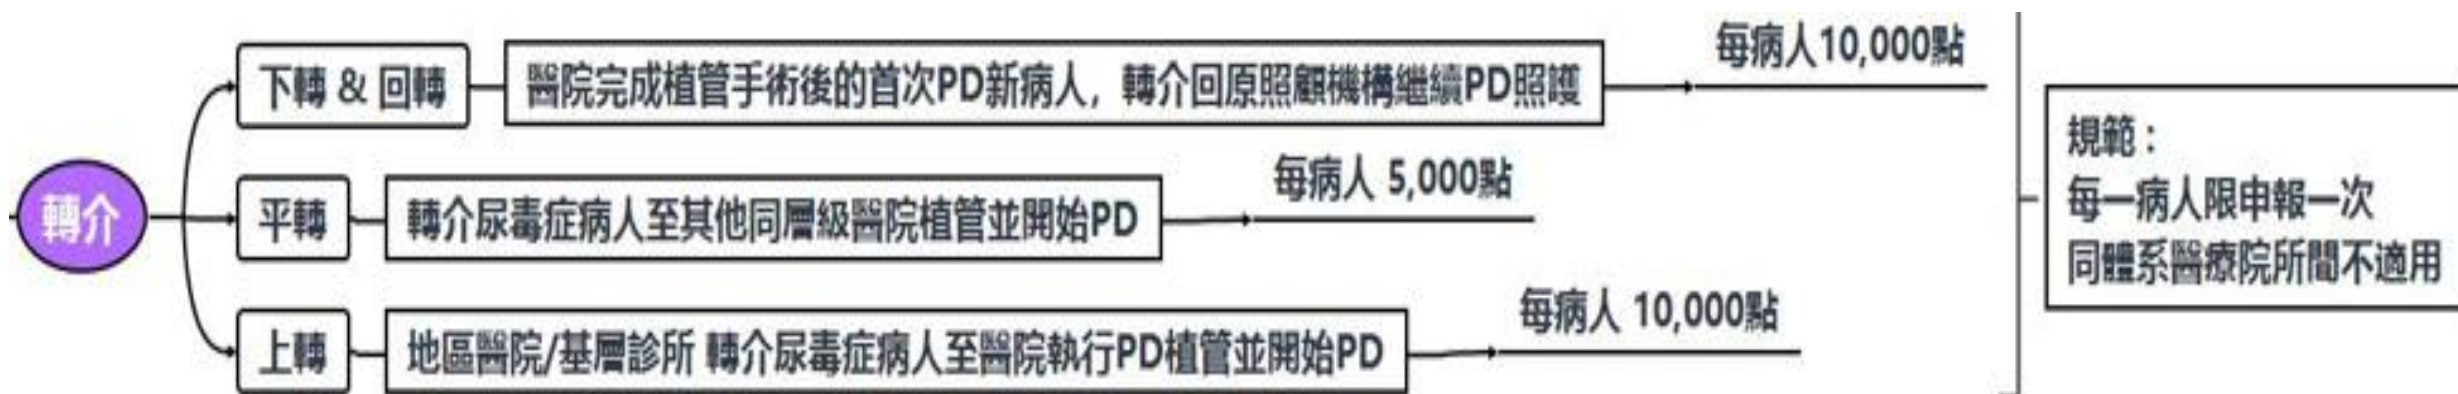 轉介
下轉 & 回轉
醫院完成植管手術後的首次PD新病人，轉介回原照顧機構繼續PD照護
每病人10,000點
平轉
轉介尿毒症病人至其他同層級醫院植管並開始PD
每病人 5,000點
上轉
地區醫院/基層診所 轉介尿毒症病人至醫院執行PD植管並開始PD
每病人 10,000點
規範：
每一病人限申報一次
同體系醫療院所間不適用